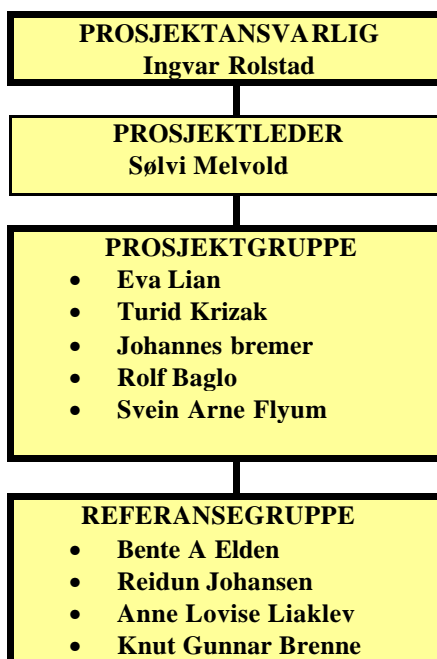 PROSJEKTANSVARLIG
Ingvar Rolstad
PROSJEKTLEDER
Sølvi Melvold
PROSJEKTGRUPPE
• Eva Lian
• Turid Krizak
• Johannes bremer
• Rolf Baglo
• Svein Arne Flyum
REFERANSEGRUPPE
• Bente A Elden
• Reidun Johansen
• Anne Lovise Liaklev
• Knut Gunnar Brenne